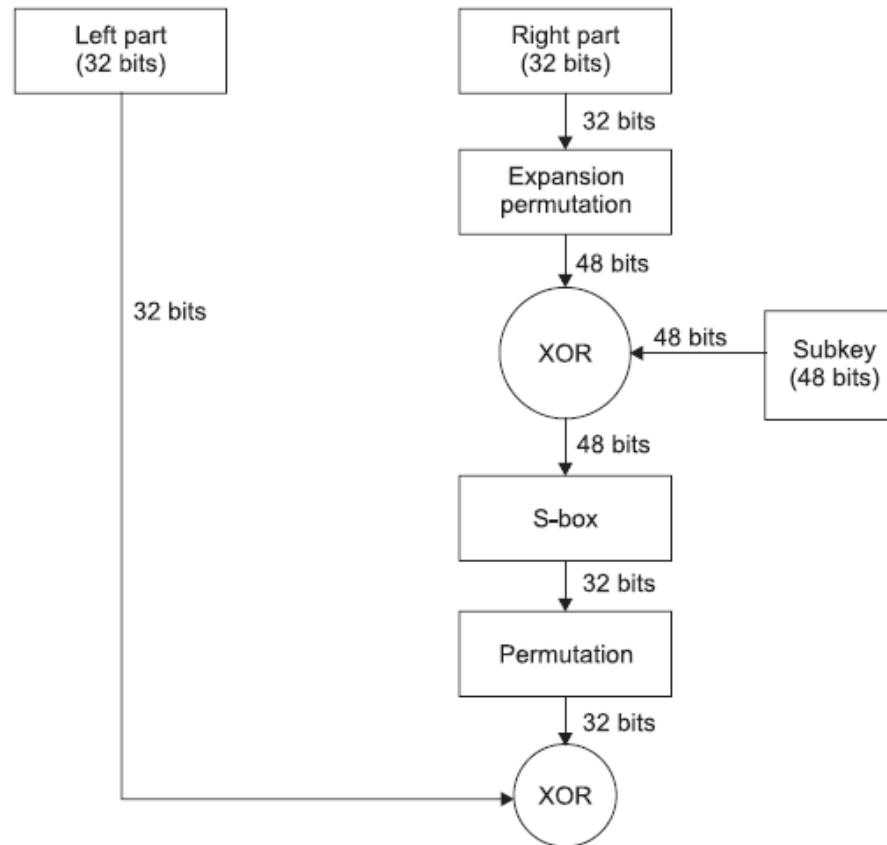 Left part
(32 bits)
Right part
(32 bits)
32 bits
Expansion
permutation
48 bits
32 bits
XOR
48 bits
Subkey
(48 bits)
48 bits
S-box
32 bits
Permutation
32 bits
XOR